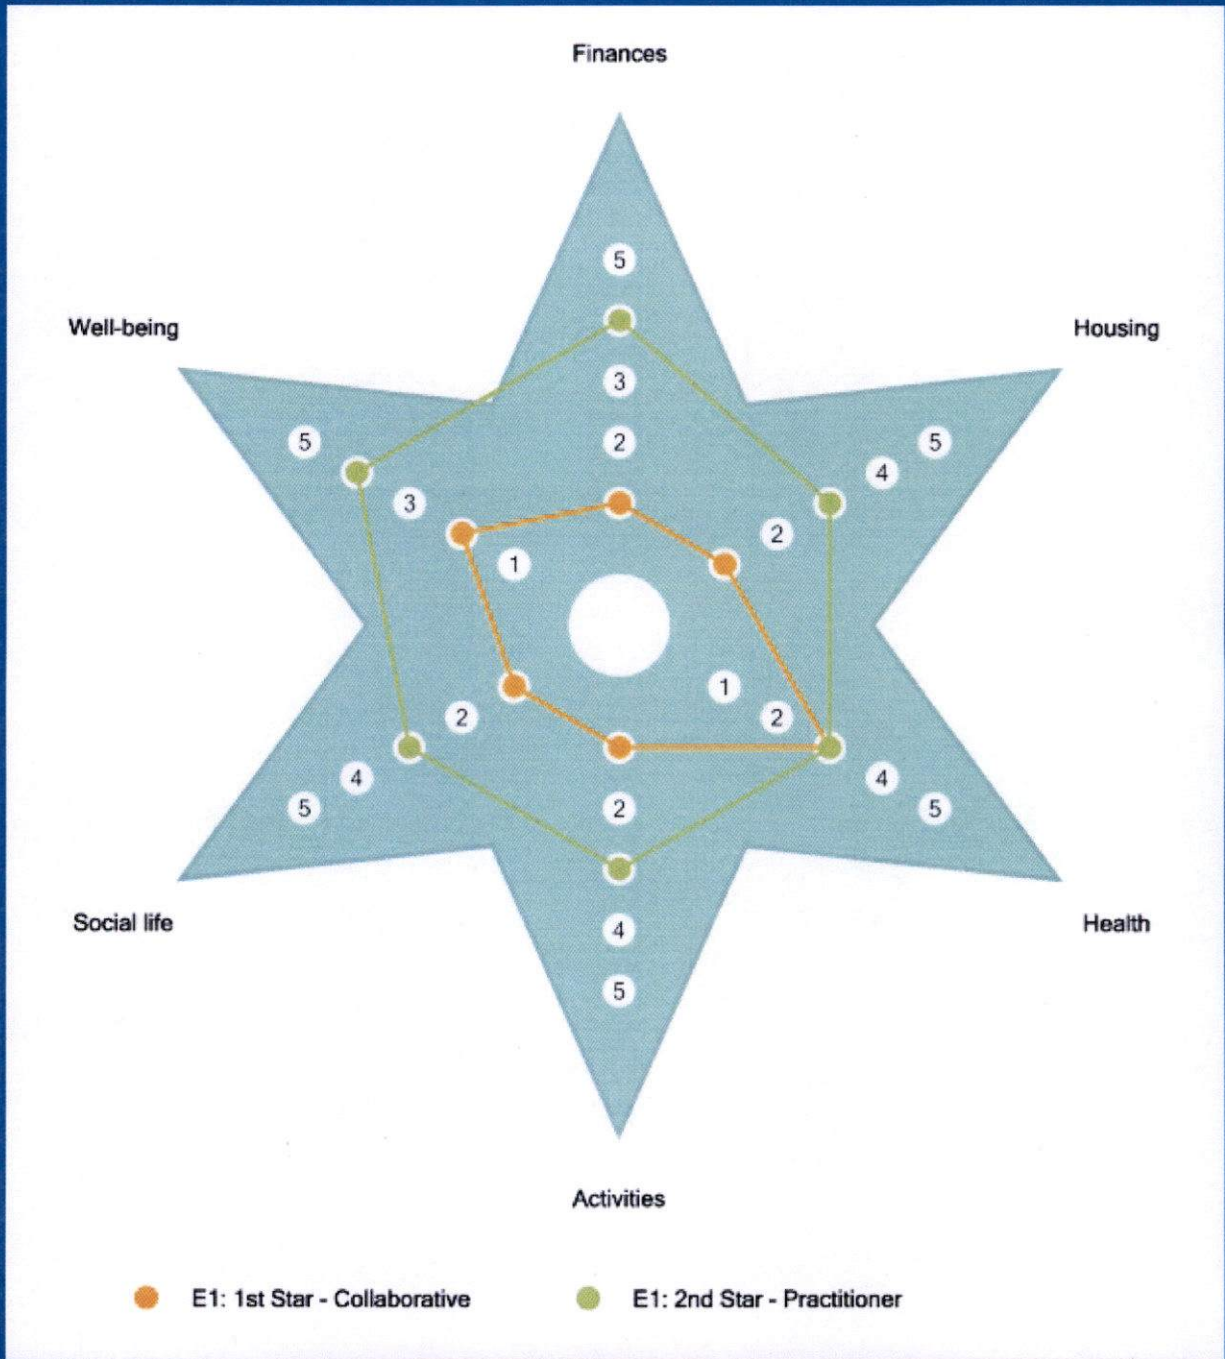 Finances
5
Well-being
Housing
3
5 2 5
4
3 2
1
1
2 2
4 4
5 2 5
Social life 4 Health
5
Activities
E1: 1st Star - Collaborative E1: 2nd Star - Practitioner